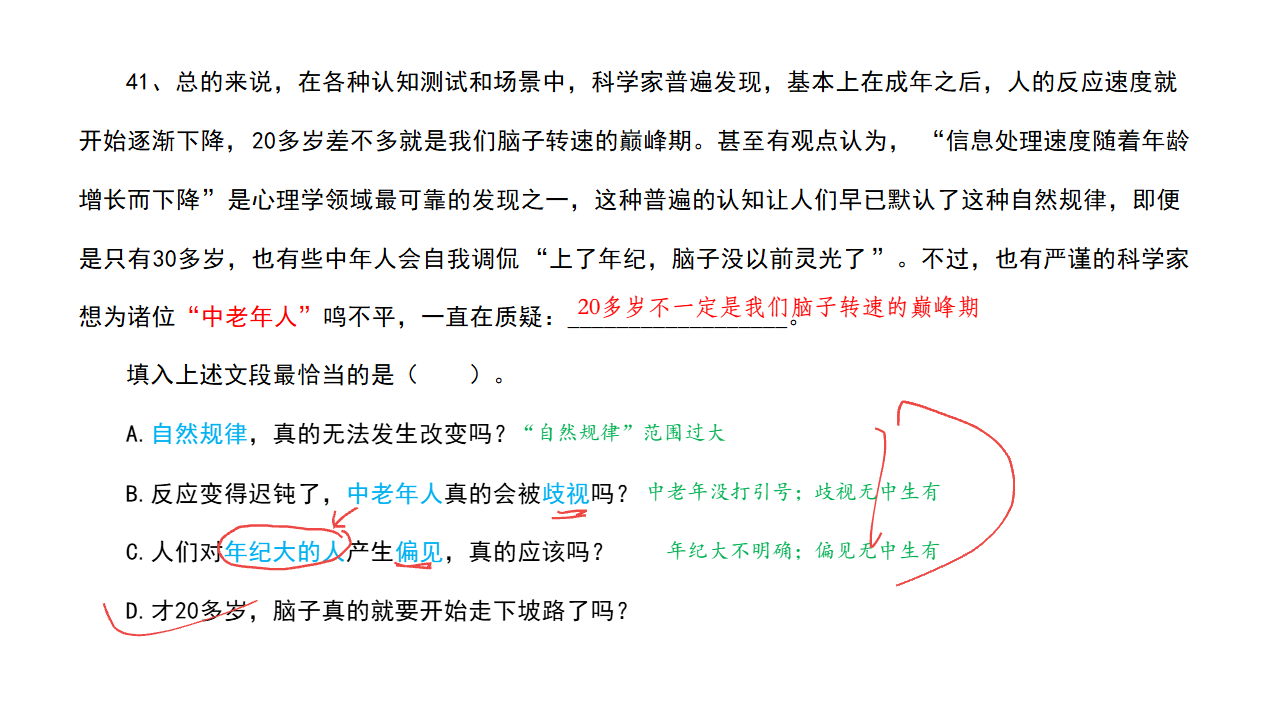 41、总的来说，在各种认知测试和场景中，科学家普遍发现，基本上在成年之后，人的反应速度就
开始逐渐下降，20多岁差不多就是我们脑子转速的巅峰期。甚至有观点认为，“信息处理速度随着年龄
增长而下降”是心理学领域最可靠的发现之一，这种普遍的认知让人们早已默认了这种自然规律，即便
是只有30多岁，也有些中年人会自我调侃“上了年纪，脑子没以前灵光了”。不过，也有严谨的科学家
想为诸位“中老年人”鸣不平，一直在质疑：__________________。
20多岁不一定是我们脑子转速的巅峰期
填入上述文段最恰当的是（　　）。
A.自然规律，真的无法发生改变吗？“自然规律”范围过大
B.反应变得迟钝了，中老年人真的会被歧视吗？ 中老年没打引号；歧视无中生有
C.人们对年纪大的人产生偏见，真的应该吗？ 年纪大不明确；偏见无中生有
D.才20多岁，脑子真的就要开始走下坡路了吗？